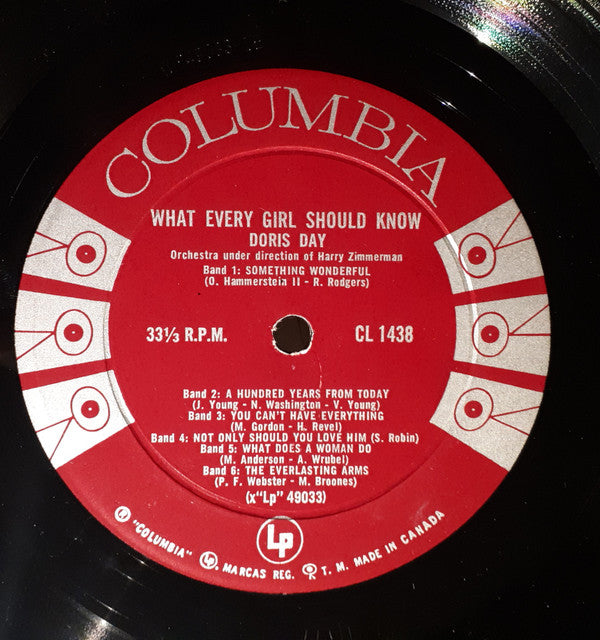 COLUMBIA
WHAT EVERY GIRL SHOULD KNOW
DORIS DAY
Orchestra under direction of Harry Zimmerman
Band 1: SOMETHING WONDERFUL
(O. Hammerstein II - R. Rodgers)
33⅓ R.P.M.
CL 1438
Band 2: A HUNDRED YEARS FROM TODAY
(J. Young - N. Washington - V. Young)
Band 3: YOU CAN'T HAVE EVERYTHING
(M. Gordon - H. Revel)
Band 4: NOT ONLY SHOULD YOU LOVE HIM (S. Robin)
Band 5: WHAT DOES A WOMAN DO
(M. Anderson - A. Wrubel)
Band 6: THE EVERLASTING ARMS
(P. F. Webster - M. Broones)
(x"Lp" 49033)
Lp
"COLUMBIA" MARCAS REG. T. M. MADE IN CANADA